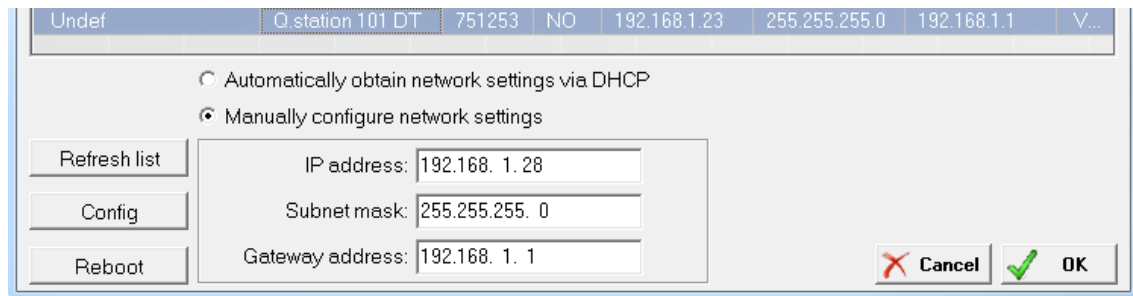 Undef Q.station 101 DT 751253 NO 192.168.1.23 255.255.255.0 192.168.1.1 V...
Automatically obtain network settings via DHCP
Manually configure network settings
Refresh list
IP address: 192.168. 1. 28
Config
Subnet mask: 255.255.255. 0
Reboot
Gateway address: 192.168. 1. 1
Cancel OK